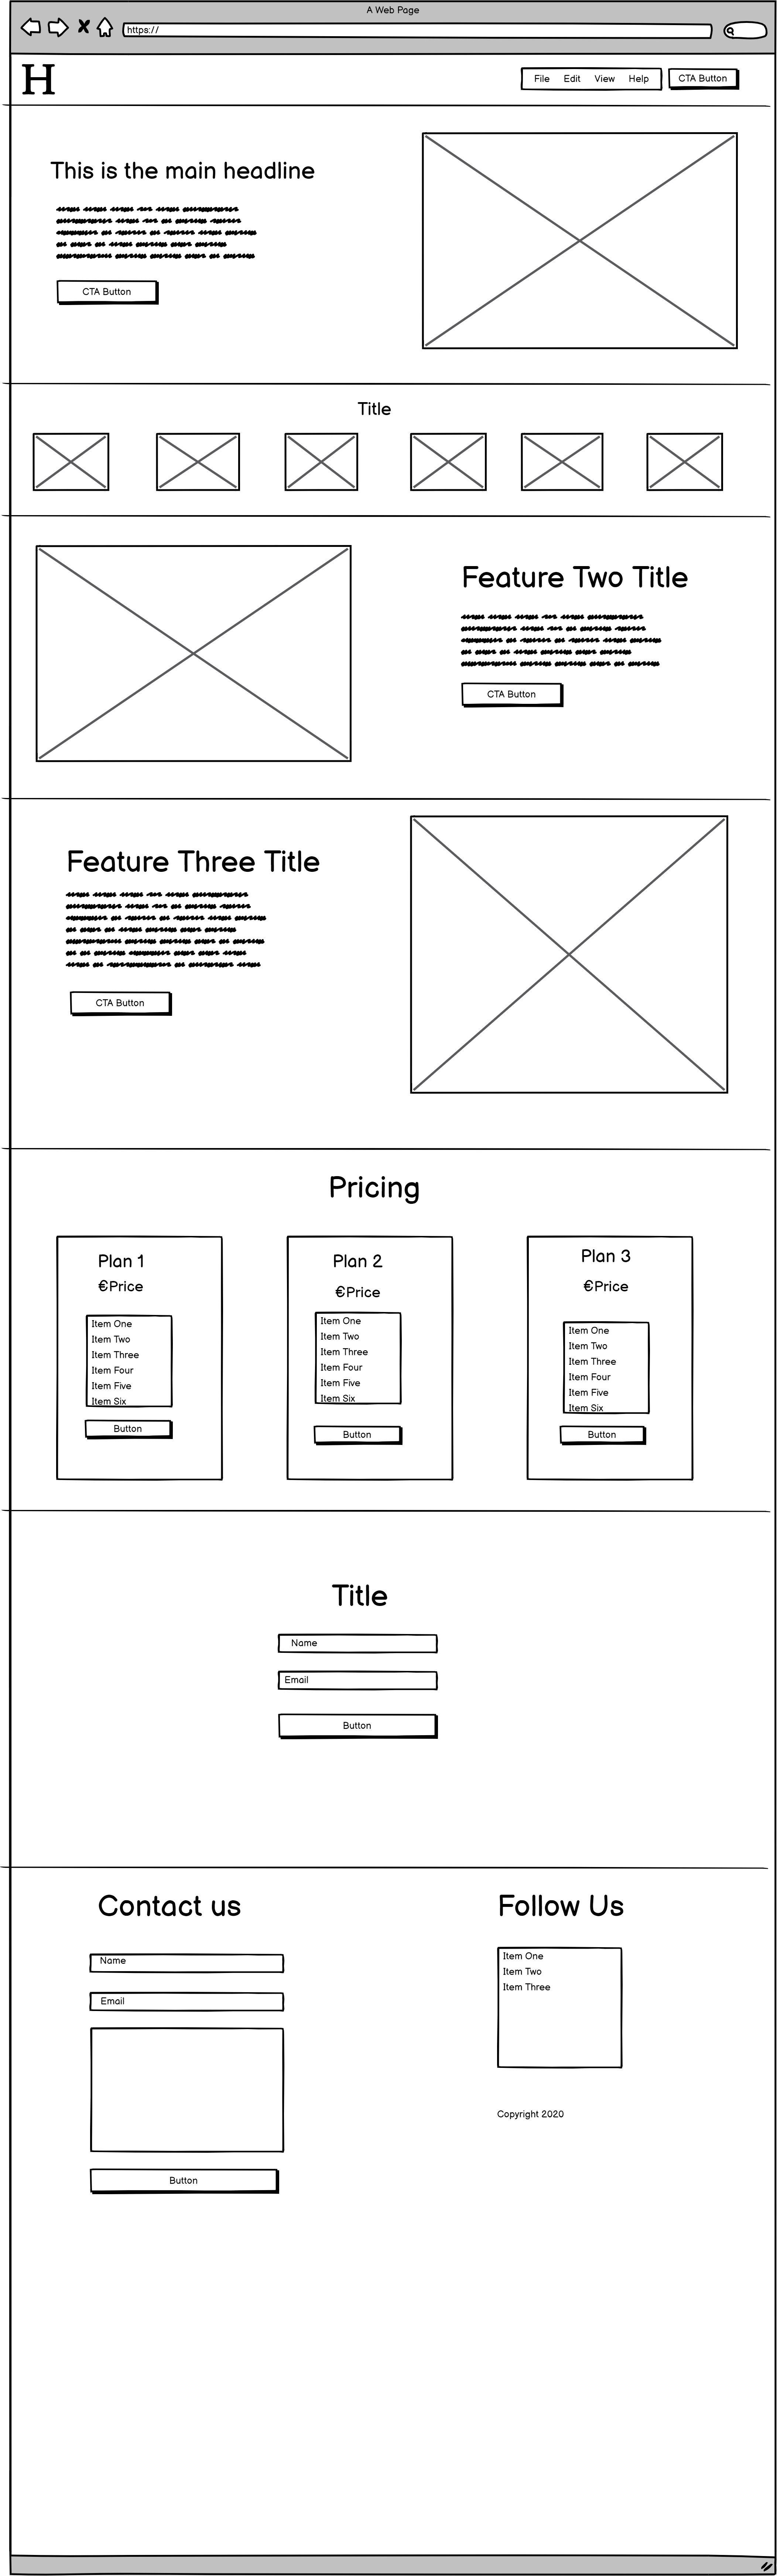 A Web Page
https://
H
File Edit View Help
CTA Button
This is the main headline
CTA Button
Title
Feature Two Title
CTA Button
Feature Three Title
CTA Button
Pricing
Plan 1
€Price
Item One
Item Two
Item Three
Item Four
Item Five
Item Six
Button
Plan 2
€Price
Item One
Item Two
Item Three
Item Four
Item Five
Item Six
Button
Plan 3
€Price
Item One
Item Two
Item Three
Item Four
Item Five
Item Six
Button
Title
Name
Email
Button
Contact us
Name
Email
Button
Follow Us
Item One
Item Two
Item Three
Copyright 2020